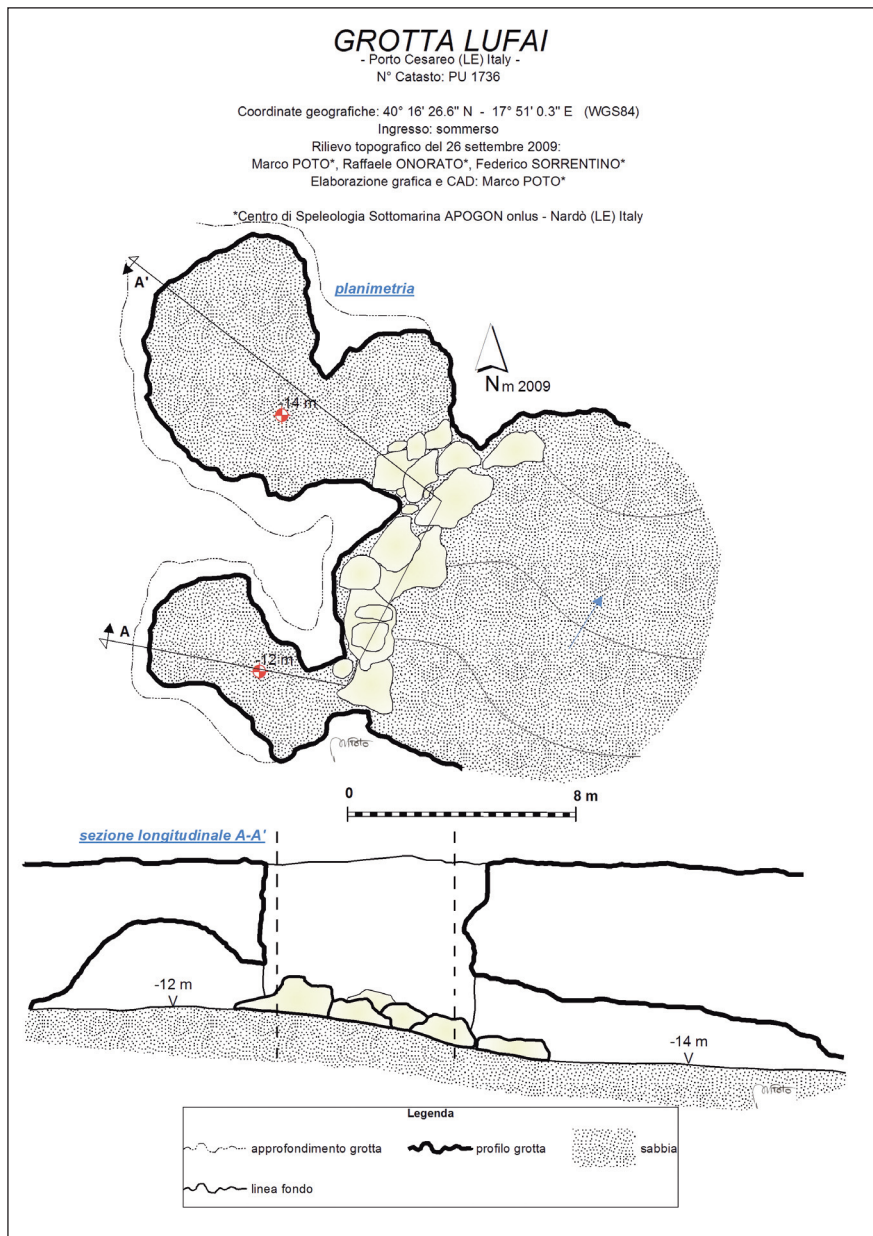 GROTTA LUFAI
- Porto Cesareo (LE) Italy -
N° Catasto: PU 1736
Coordinate geografiche: 40° 16' 26.6" N - 17° 51' 0.3" E (WGS84)
Ingresso: sommerso
Rilievo topografico del 26 settembre 2009:
Marco POTO*, Raffaele ONORATO*, Federico SORRENTINO*
Elaborazione grafica e CAD: Marco POTO*
*Centro di Speleologia Sottomarina APOGON onlus - Nardò (LE) Italy
A'
planimetria
Nm 2009
-14 m
A
-12 m
0 8 m
sezione longitudinale A-A'
-12 m
-14 m
Legenda
approfondimento grotta
profilo grotta
sabbia
linea fondo